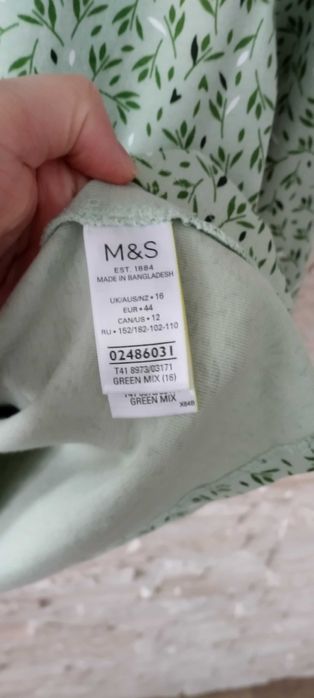 M&S
EST. 1884
MADE IN BANGLADESH
UK/AUS/NZ • 16
EUR • 44
CAN/US • 12
RU • 152/182-102-110
02486031
T41 8973/03171
GREEN MIX (16)
GREEN MIX
X84B